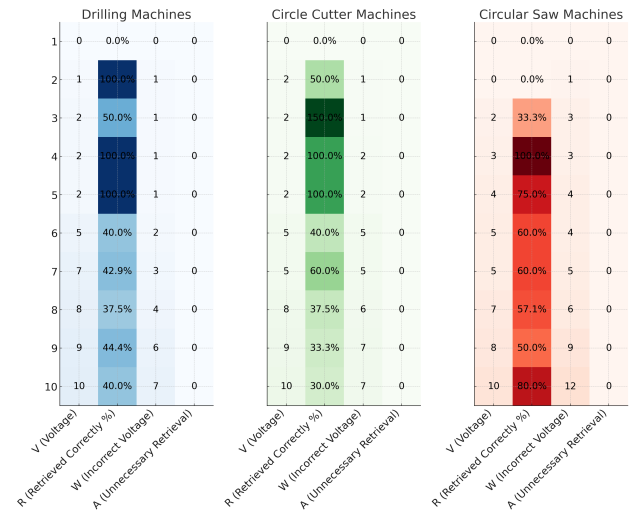 Drilling Machines
Circle Cutter Machines
Circular Saw Machines
1 0 0.0% 0 0 0 0.0% 0 0 0 0.0% 0 0
2 1 100.0% 1 0 2 50.0% 1 0 0 0.0% 1 0
3 2 50.0% 1 0 2 150.0% 1 0 2 33.3% 3 0
4 2 100.0% 1 0 2 100.0% 2 0 3 100.0% 3 0
5 2 100.0% 1 0 2 100.0% 2 0 4 75.0% 4 0
6 5 40.0% 2 0 5 40.0% 4 0 5 60.0% 4 0
7 7 42.9% 3 0 5 60.0% 5 0 5 60.0% 5 0
8 8 37.5% 4 0 8 37.5% 6 0 7 57.1% 6 0
9 9 44.4% 6 0 9 33.3% 7 0 8 50.0% 9 0
10 10 40.0% 7 0 10 30.0% 7 0 10 80.0% 12 0
V (Voltage)
R (Retrieved Correctly %)
W (Incorrect Voltage)
A (Unnecessary Retrieval)
V (Voltage)
R (Retrieved Correctly %)
W (Incorrect Voltage)
A (Unnecessary Retrieval)
V (Voltage)
R (Retrieved Correctly %)
W (Incorrect Voltage)
A (Unnecessary Retrieval)